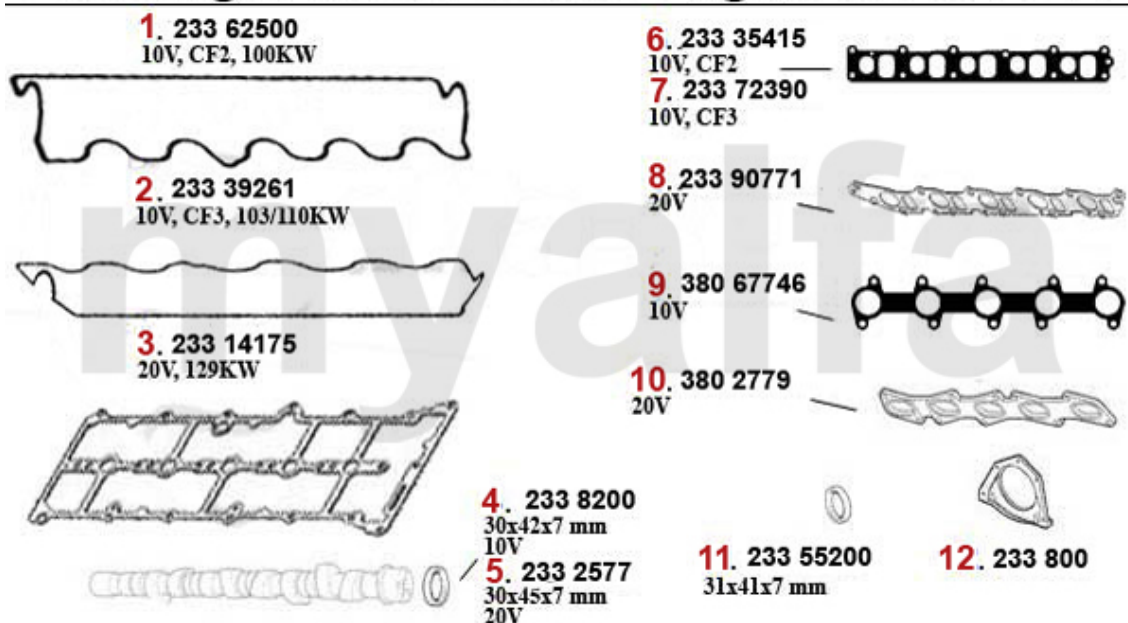 1. 233 62500
10V, CF2, 100KW
2. 233 39261
10V, CF3, 103/110KW
3. 233 14175
20V, 129KW
4. 233 8200
30x42x7 mm
10V
5. 233 2577
30x45x7 mm
20V
6. 233 35415
10V, CF2
7. 233 72390
10V, CF3
8. 233 90771
20V
9. 380 67746
10V
10. 380 2779
20V
11. 233 55200
31x41x7 mm
12. 233 800
myalfa